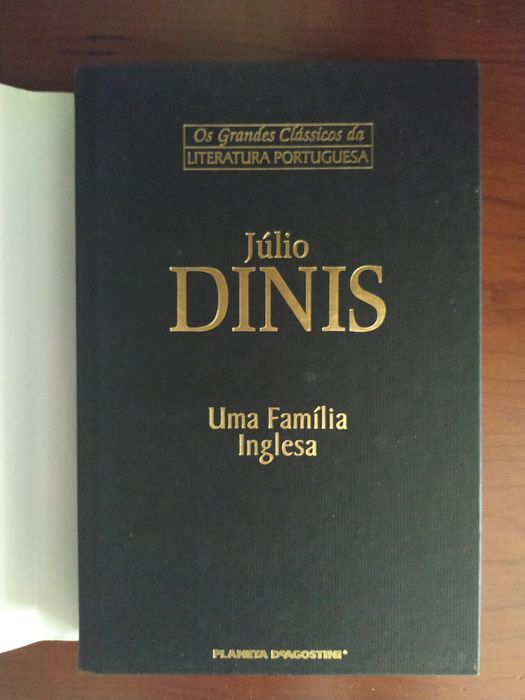 Os Grandes Clássicos da
LITERATURA PORTUGUESA
Júlio
DINIS
Uma Família
Inglesa
PLANETA DeAGOSTINI®